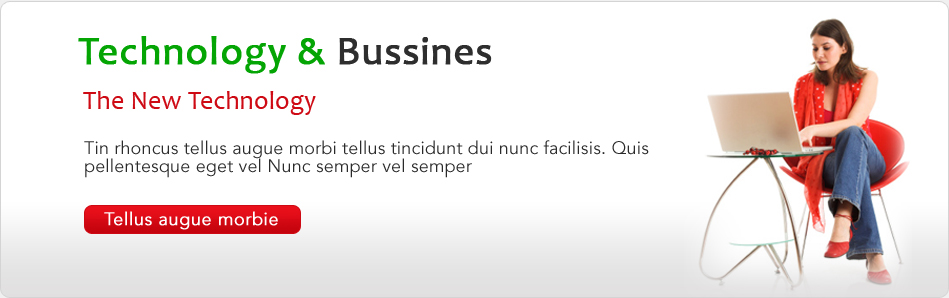 Technology & Bussines
The New Technology
Tin rhoncus tellus augue morbi tellus tincidunt dui nunc facilisis. Quis
pellentesque eget vel Nunc semper vel semper
Tellus augue morbie